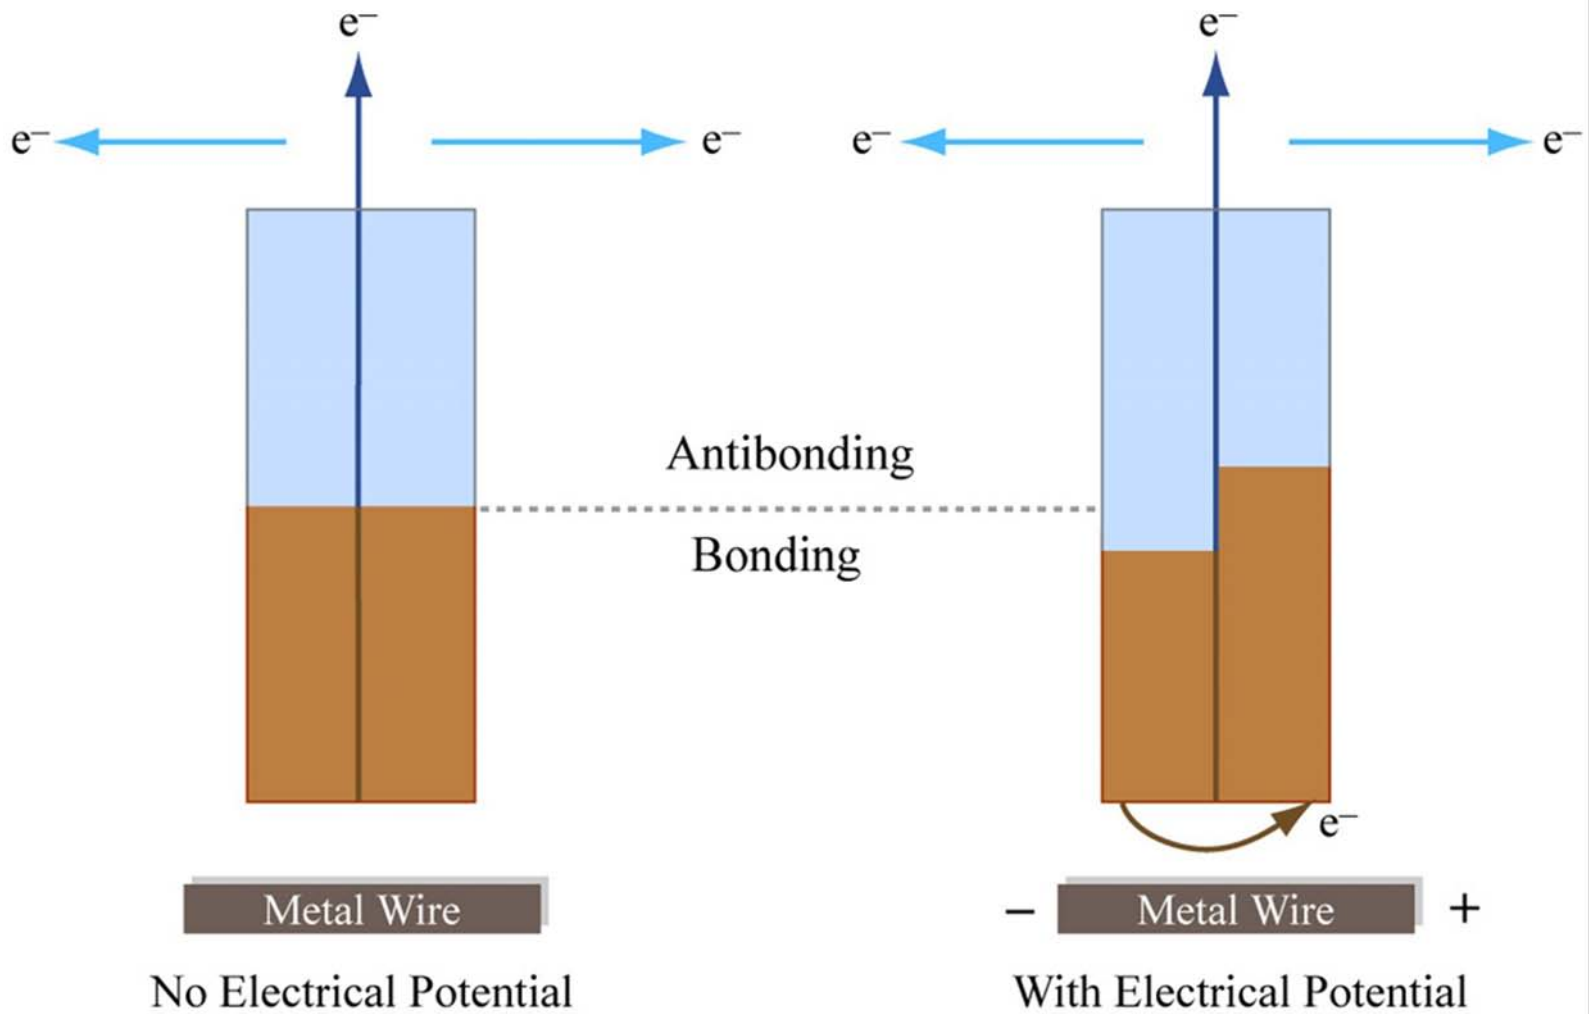 e⁻
e⁻
e⁻
e⁻
e⁻
e⁻
Antibonding
Bonding
e⁻
Metal Wire
– Metal Wire +
No Electrical Potential
With Electrical Potential